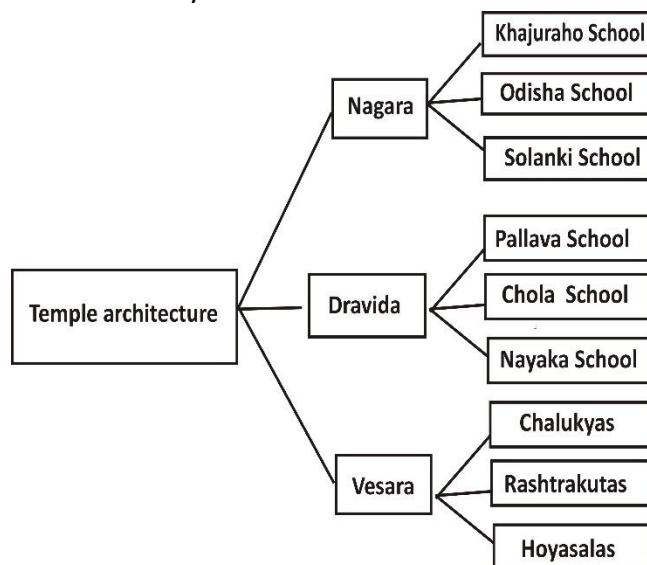 Temple architecture
Nagara
Khajuraho School
Odisha School
Solanki School
Dravida
Pallava School
Chola School
Nayaka School
Vesara
Chalukyas
Rashtrakutas
Hoyasalas